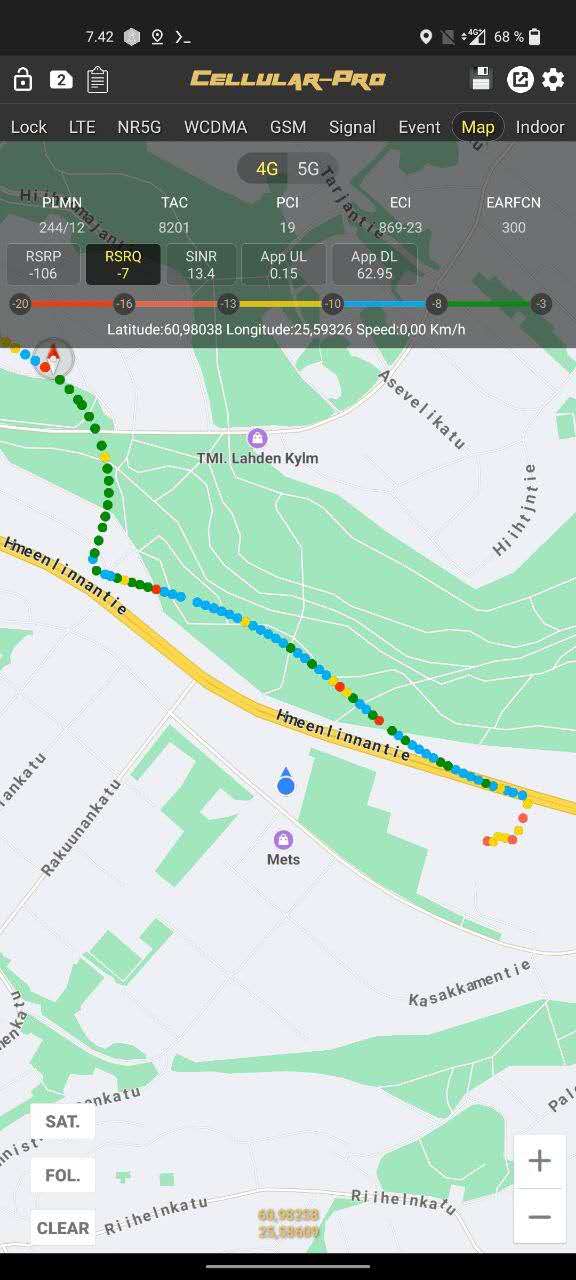 7.42
4G+
68 %
2
CELLULAR-PRO
Lock LTE NR5G WCDMA GSM Signal Event Map Indoor
4G 5G
PLMN TAC PCI ECI EARFCN
244/12 8201 19 869-23 300
RSRP RSRQ SINR App UL App DL
-106 -7 13.4 0.15 62.95
-20 -16 -13 -10 -8 -3
Latitude:60,98038 Longitude:25,59326 Speed:0,00 Km/h
Tarjantie
Asevelikatu
TMI. Lahden Kylm
Hiihtjntie
Hmeenlinnantie
Hmeenlinnantie
Rakuunankatu
Mets
Kasakkamentie
SAT.
FOL.
CLEAR
Riihelnkatu
Riihelnkatu
60,98258
25,58609
+
−